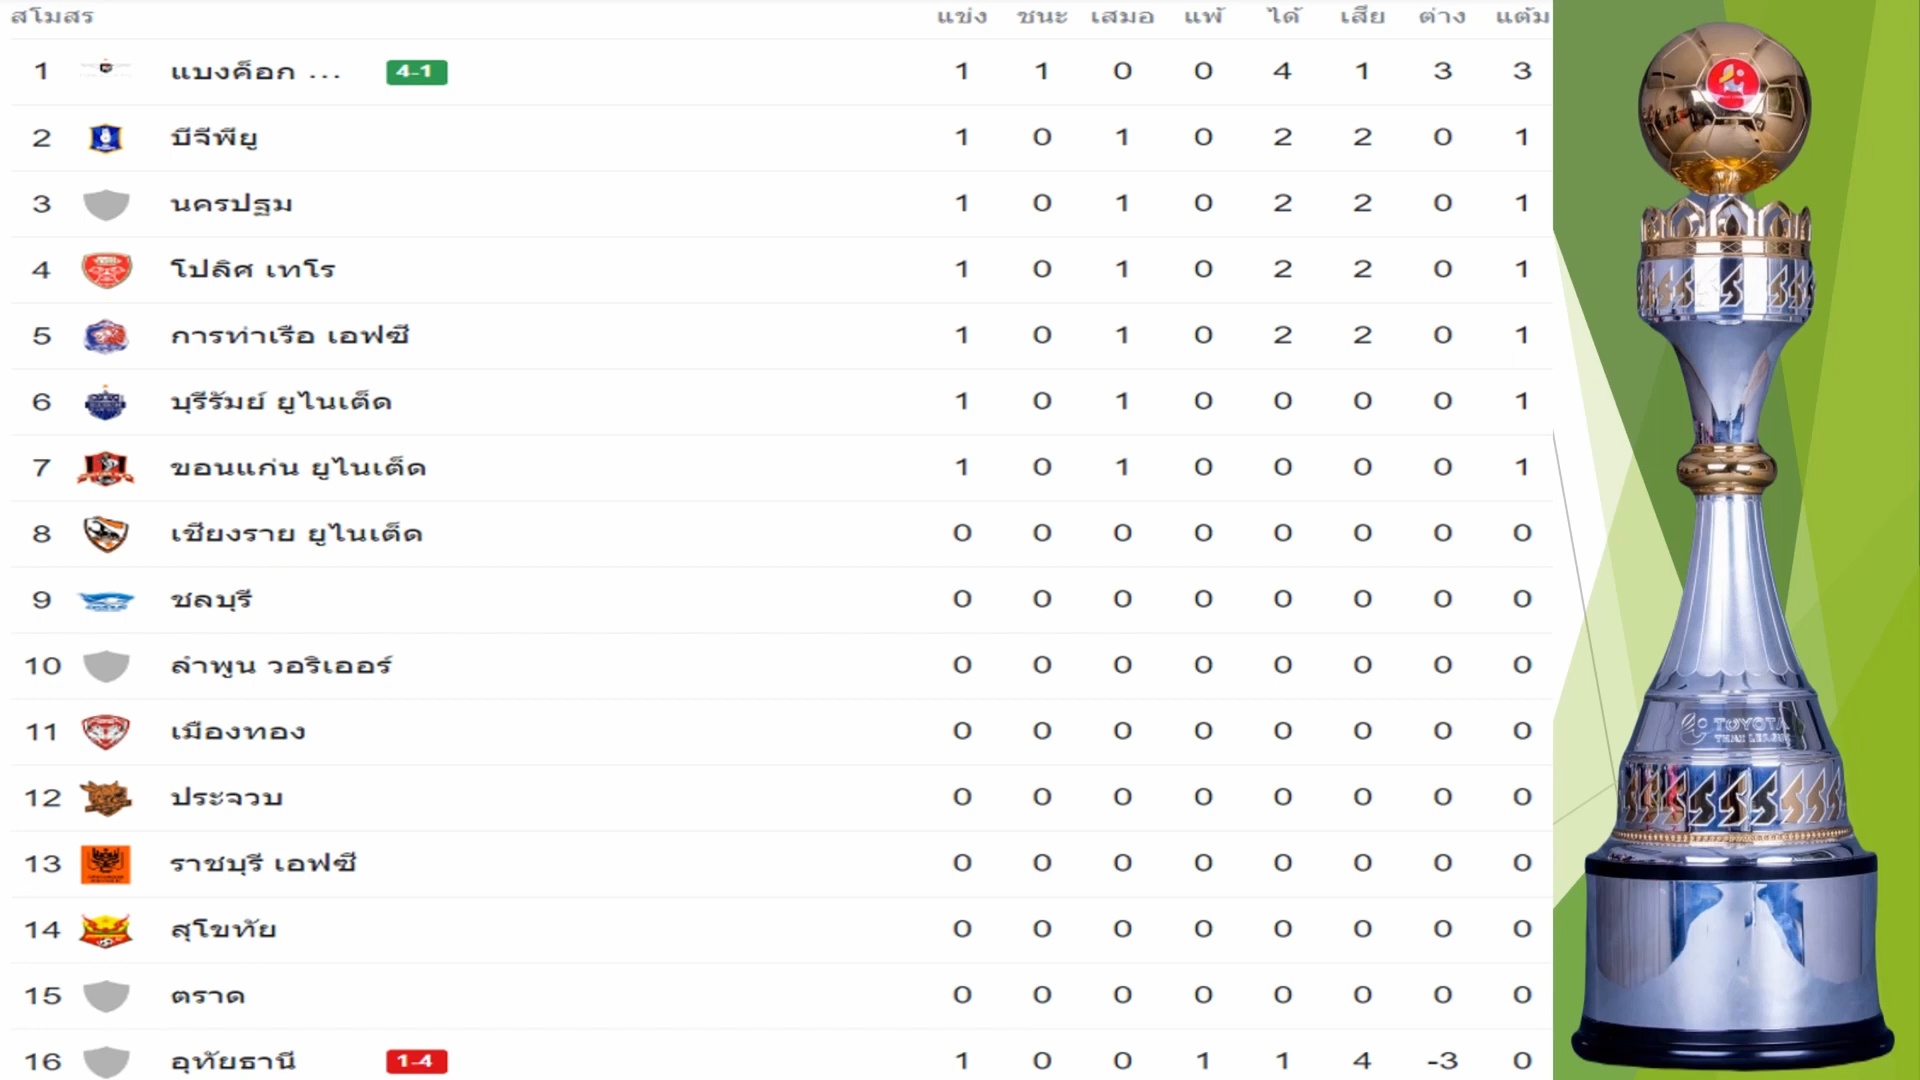 สโมสร แข่ง ชนะ เสมอ แพ้ ได้ เสีย ต่าง แต้ม
1 แบงค็อก ... 4-1 1 1 0 0 4 1 3 3
2 บีจีพียู 1 0 1 0 2 2 0 1
3 นครปฐม 1 0 1 0 2 2 0 1
4 โปลิศ เทโร 1 0 1 0 2 2 0 1
5 การท่าเรือ เอฟซี 1 0 1 0 2 2 0 1
6 บุรีรัมย์ ยูไนเต็ด 1 0 1 0 0 0 0 1
7 ขอนแก่น ยูไนเต็ด 1 0 1 0 0 0 0 1
8 เชียงราย ยูไนเต็ด 0 0 0 0 0 0 0 0
9 ชลบุรี 0 0 0 0 0 0 0 0
10 ลำพูน วอริเออร์ 0 0 0 0 0 0 0 0
11 เมืองทอง 0 0 0 0 0 0 0 0
12 ประจวบ 0 0 0 0 0 0 0 0
13 ราชบุรี เอฟซี 0 0 0 0 0 0 0 0
14 สุโขทัย 0 0 0 0 0 0 0 0
15 ตราด 0 0 0 0 0 0 0 0
16 อุทัยธานี 1-4 1 0 0 1 1 4 -3 0
TOYOTA
THAI LEAGUE